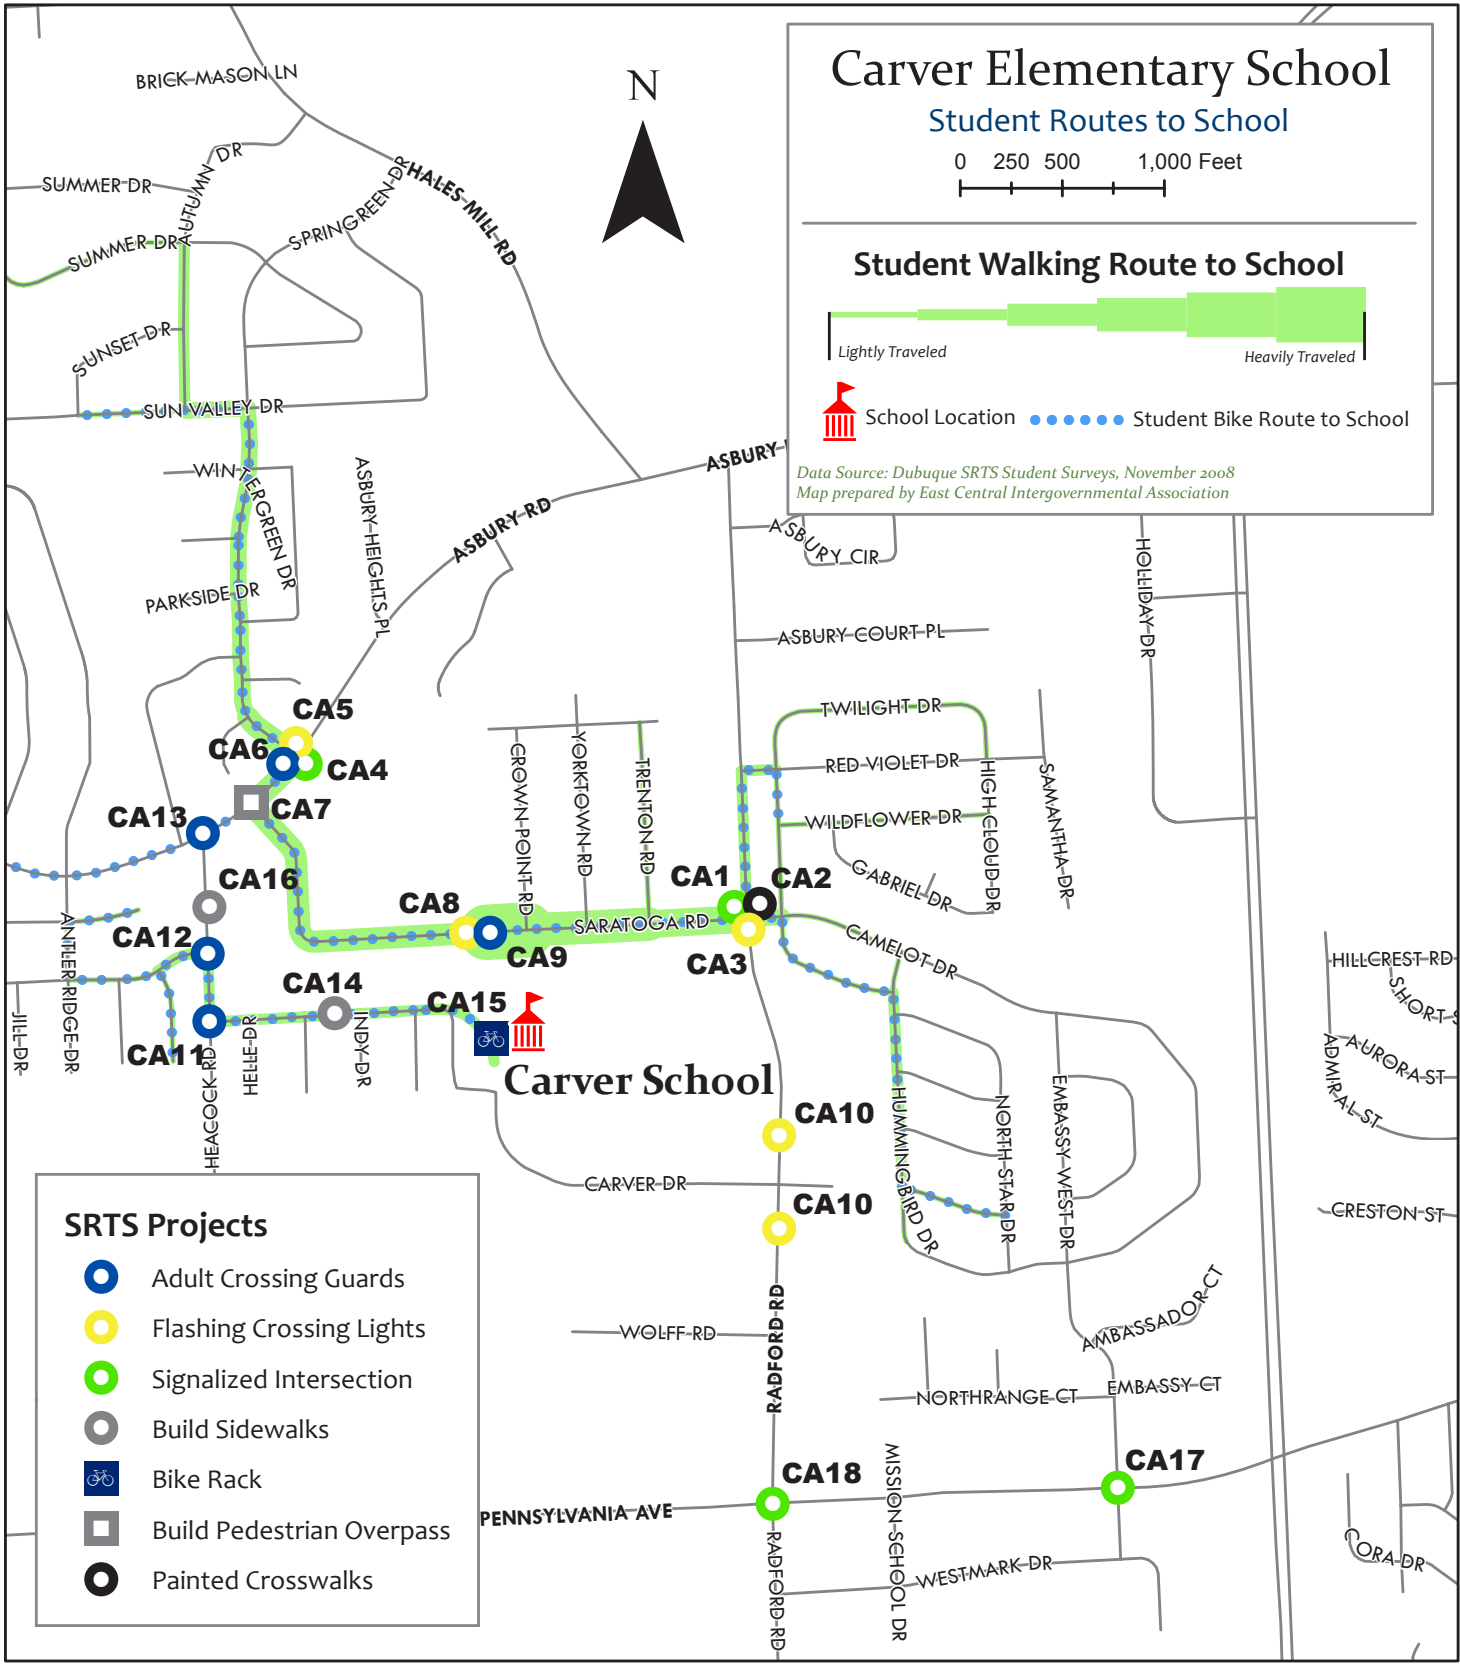 Carver Elementary School
Student Routes to School
0 250 500 1,000 Feet
Student Walking Route to School
Lightly Traveled
Heavily Traveled
School Location
Student Bike Route to School
Data Source: Dubuque SRTS Student Surveys, November 2008
Map prepared by East Central Intergovernmental Association
N
BRICK MASON LN
AUTUMN DR
SUMMER DR
SUMMER DR
SPRINGREEN DR
HALES MILL RD
SUNSET DR
SUN VALLEY DR
WINTERGREEN DR
PARKSIDE DR
ASBURY HEIGHTS PL
ASBURY RD
ASBURY
ASBURY CIR
ASBURY COURT PL
HOLLIDAY DR
CA5
CA6
CA4
CA7
CA13
CA16
CA12
CA11
CA14
CA15
CA8
CA9
CA1
CA2
CA3
CROWN POINT RD
YORKTOWN RD
TRENTON RD
SARATOGA RD
TWILIGHT DR
RED VIOLET DR
WILDFLOWER DR
HIGH CLOUD DR
SAMANTHA DR
GABRIEL DR
CAMELOT DR
HILLCREST RD
SHORT S
AURORA ST
ADMIRAL ST
CRESTON ST
JILL DR
ANTLER RIDGE DR
HEACOCK RD
HELLE DR
INDY DR
Carver School
CA10
CA10
CARVER DR
HUMMINGBIRD DR
NORTH STAR DR
EMBASSY WEST DR
AMBASSADOR CT
EMBASSY CT
NORTHRANGE CT
WOLFF RD
RADFORD RD
CA18
CA17
PENNSYLVANIA AVE
RADFORD RD
MISSION SCHOOL DR
WESTMARK DR
CORA DR
SRTS Projects
Adult Crossing Guards
Flashing Crossing Lights
Signalized Intersection
Build Sidewalks
Bike Rack
Build Pedestrian Overpass
Painted Crosswalks